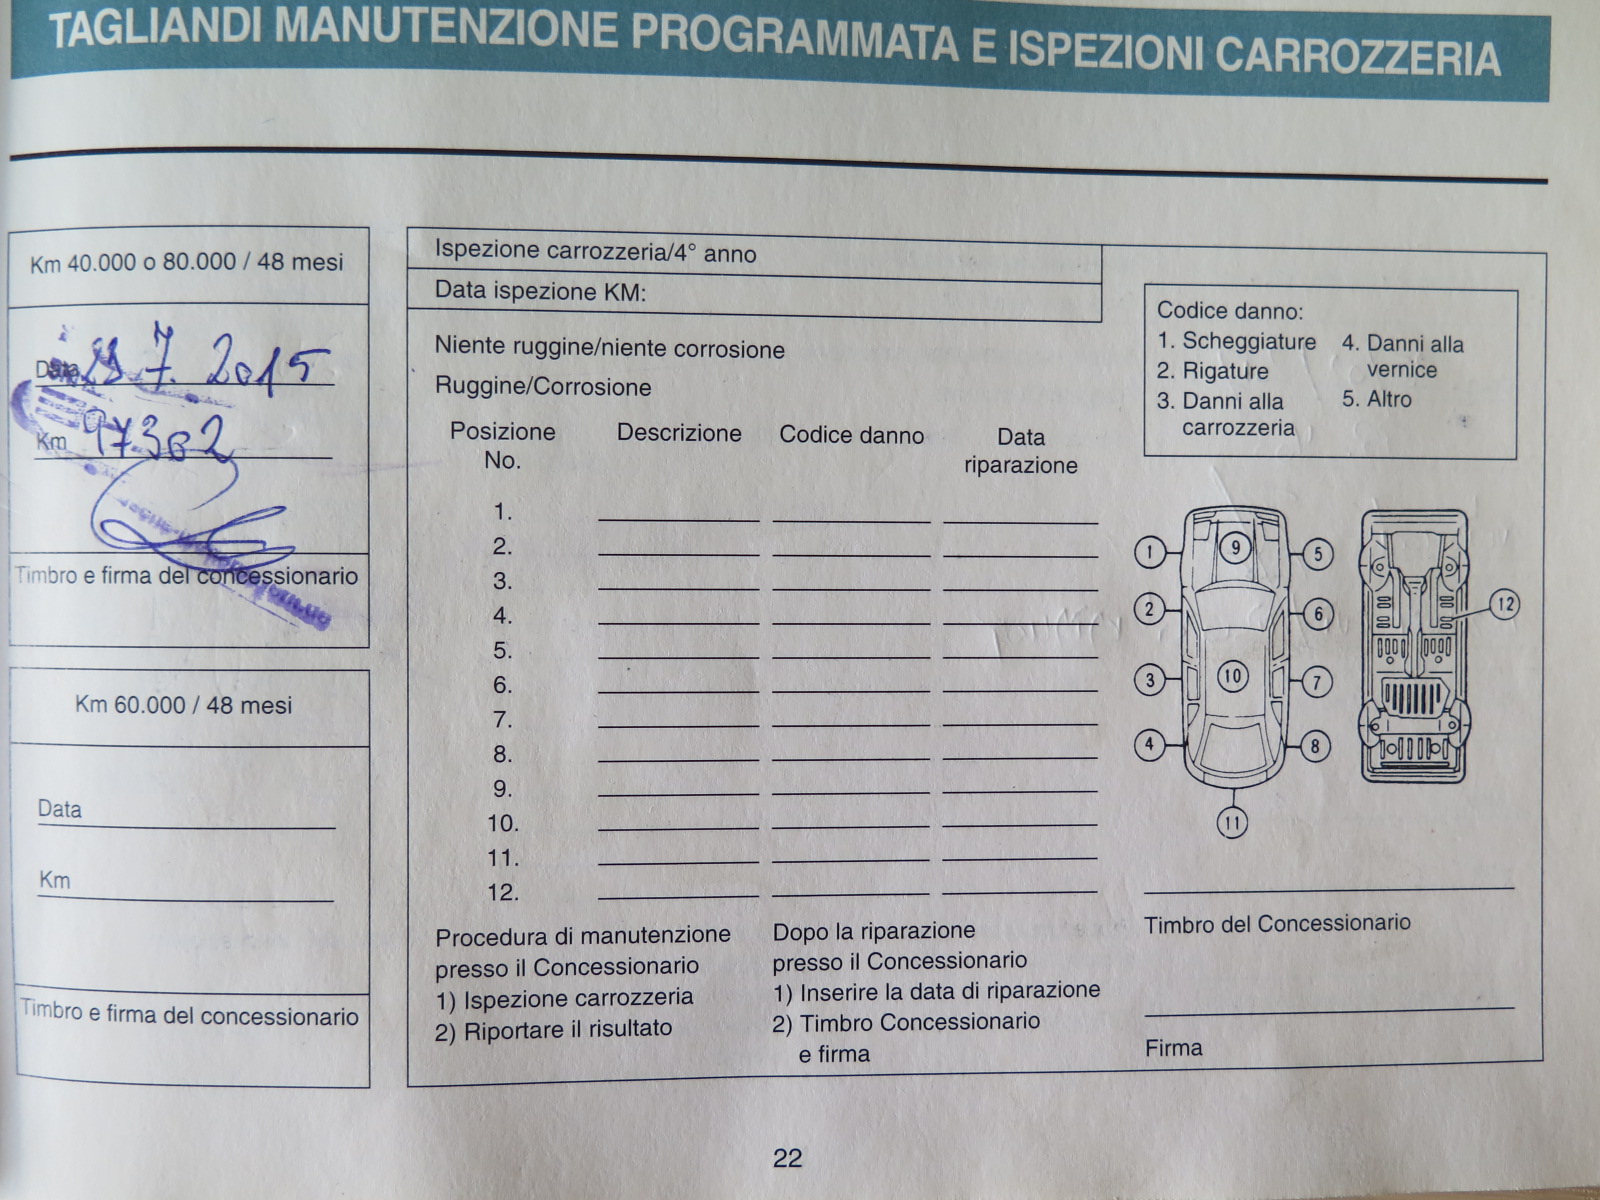 TAGLIANDI MANUTENZIONE PROGRAMMATA E ISPEZIONI CARROZZERIA
Km 40.000 o 80.000 / 48 mesi
Data 7. 2015
Km 97302
Timbro e firma del concessionario
Km 60.000 / 48 mesi
Data
Km
Timbro e firma del concessionario
Ispezione carrozzeria/4° anno
Data ispezione KM:
Niente ruggine/niente corrosione
Ruggine/Corrosione
Posizione No. Descrizione Codice danno Data riparazione
1.
2.
3.
4.
5.
6.
7.
8.
9.
10.
11.
12.
Procedura di manutenzione
presso il Concessionario
1) Ispezione carrozzeria
2) Riportare il risultato
Dopo la riparazione
presso il Concessionario
1) Inserire la data di riparazione
2) Timbro Concessionario
e firma
Codice danno:
1. Scheggiature
2. Rigature
3. Danni alla
carrozzeria
4. Danni alla
vernice
5. Altro
1 9 5
2 6 12
3 10 7
4 8
11
Timbro del Concessionario
Firma
22